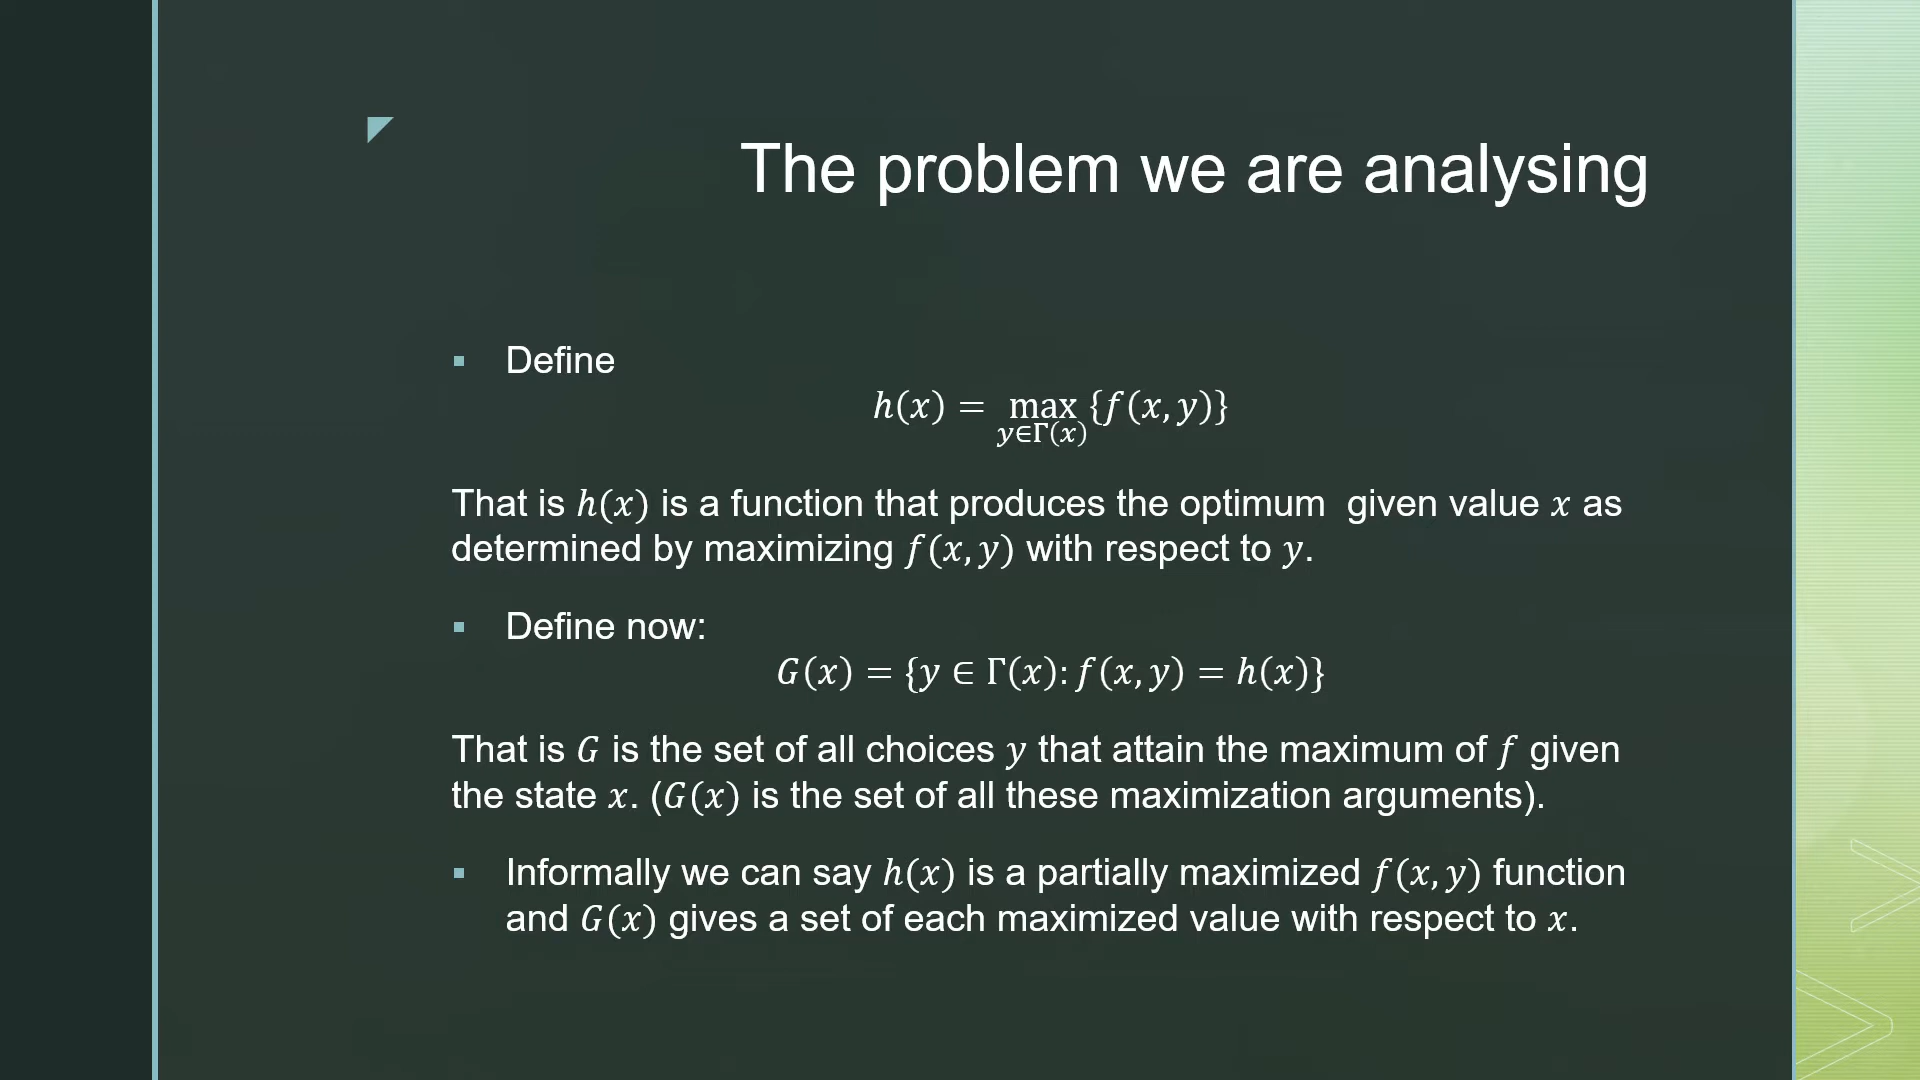 The problem we are analysing
▪ Define
h(x) = max {f(x, y)}
y∈Γ(x)
That is h(x) is a function that produces the optimum  given value x as
determined by maximizing f(x, y) with respect to y.
▪ Define now:
G(x) = {y ∈ Γ(x): f(x, y) = h(x)}
That is G is the set of all choices y that attain the maximum of f given
the state x. (G(x) is the set of all these maximization arguments).
▪ Informally we can say h(x) is a partially maximized f(x, y) function
and G(x) gives a set of each maximized value with respect to x.